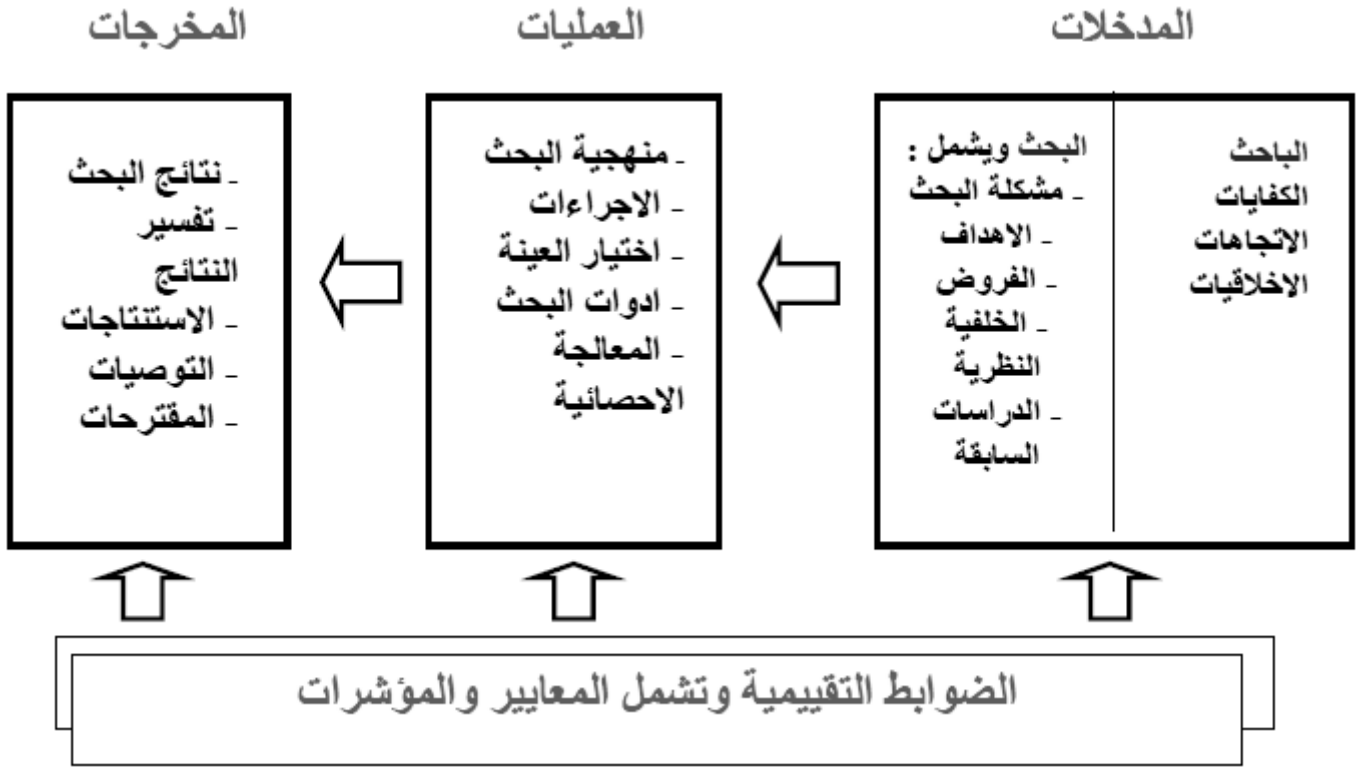 المدخلات
العمليات
المخرجات
الباحث
الكفايات
الاتجاهات
الاخلاقيات
البحث ويشمل :
- مشكلة البحث
- الاهداف
- الفروض
- الخلفية
النظرية
- الدراسات
السابقة
- منهجية البحث
- الاجراءات
- اختيار العينة
- ادوات البحث
- المعالجة
الاحصائية
- نتائج البحث
- تفسير
النتائج
- الاستنتاجات
- التوصيات
- المقترحات
الضوابط التقييمية وتشمل المعايير والمؤشرات